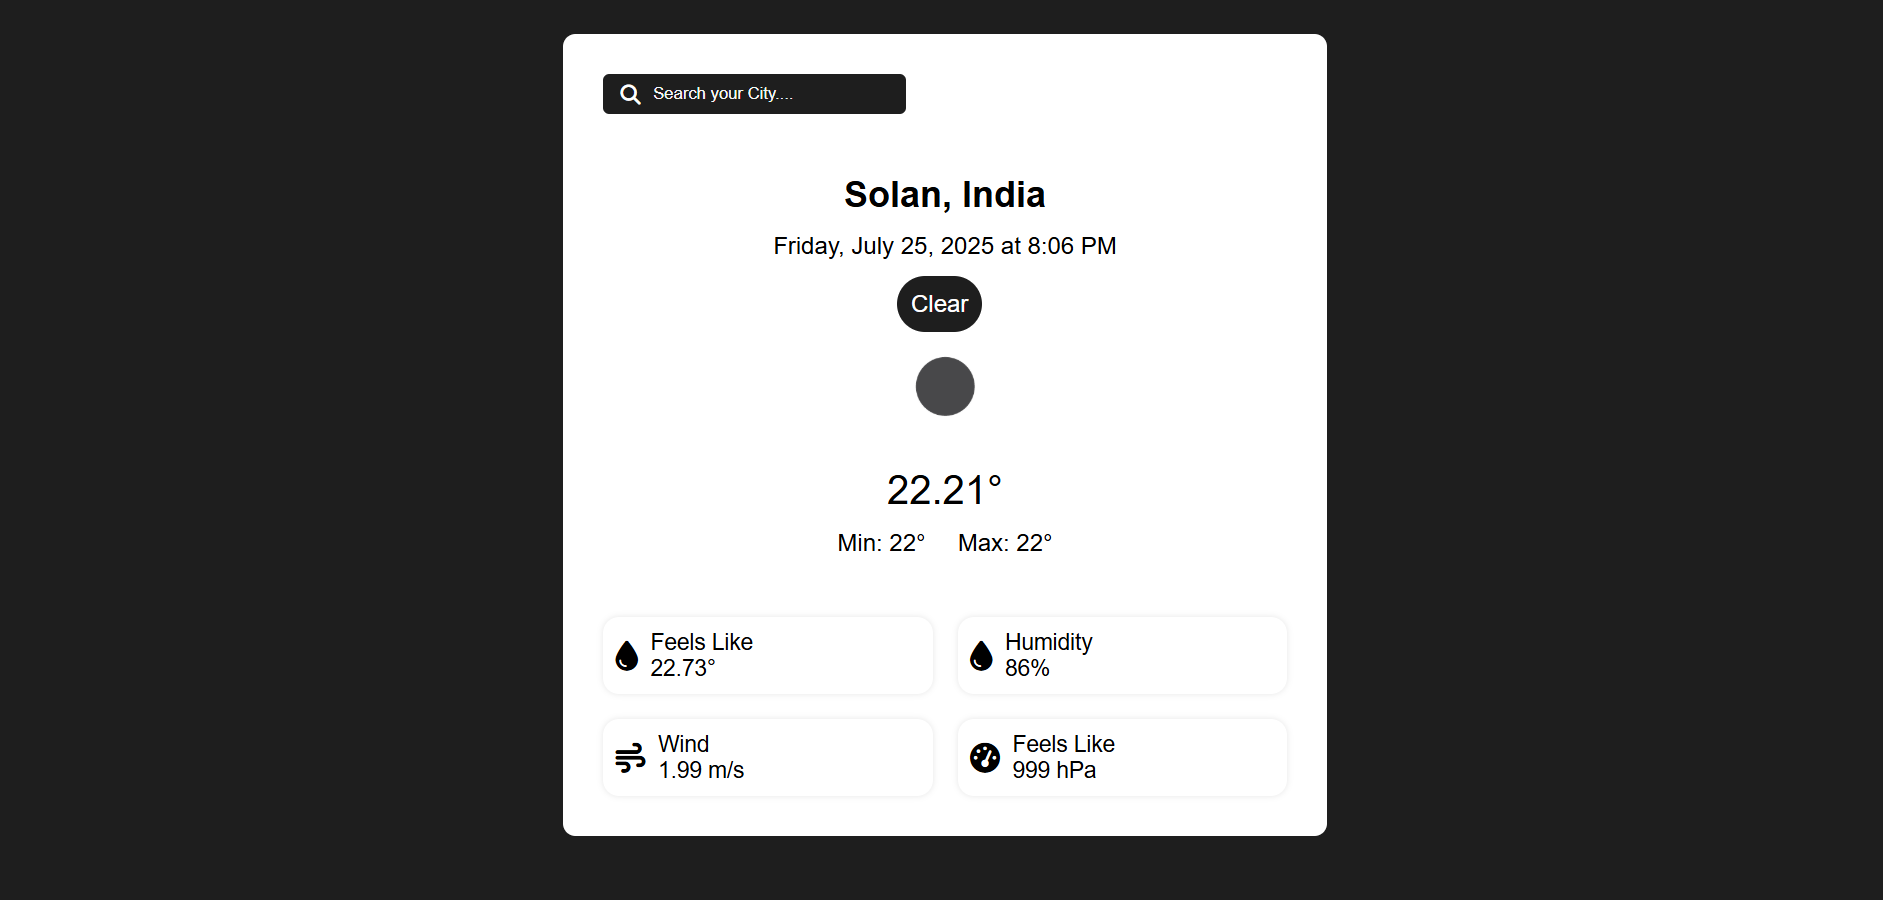 Search your City....
Solan, India
Friday, July 25, 2025 at 8:06 PM
Clear
22.21°
Min: 22° Max: 22°
Feels Like
22.73°
Humidity
86%
Wind
1.99 m/s
Feels Like
999 hPa